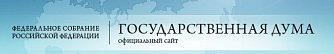 ФЕДЕРАЛЬНОЕ СОБРАНИЕ
РОССИЙСКОЙ ФЕДЕРАЦИИ
ГОСУДАРСТВЕННАЯ ДУМА
официальный сайт